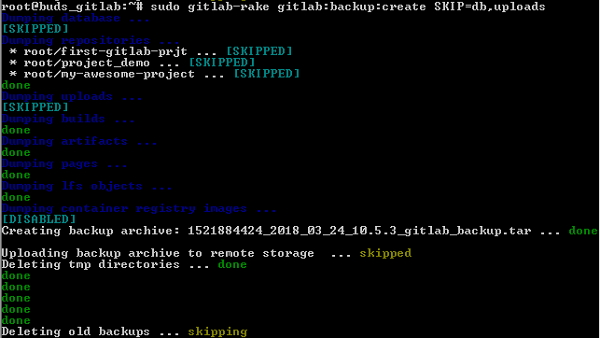 root@buds_gitlab:~# sudo gitlab-rake gitlab:backup:create SKIP=db,uploads
Dumping database ...
[SKIPPED]
Dumping repositories ...
* root/first-gitlab-prjt ... [SKIPPED]
* root/project_demo ... [SKIPPED]
* root/my-awesome-project ... [SKIPPED]
done
Dumping uploads ...
[SKIPPED]
Dumping builds ...
done
Dumping artifacts ...
done
Dumping pages ...
done
Dumping lfs objects ...
done
Dumping container registry images ...
[DISABLED]
Creating backup archive: 1521884424_2018_03_24_10.5.3_gitlab_backup.tar ... done
Uploading backup archive to remote storage  ... skipped
Deleting tmp directories ... done
done
done
done
done
done
Deleting old backups ... skipping